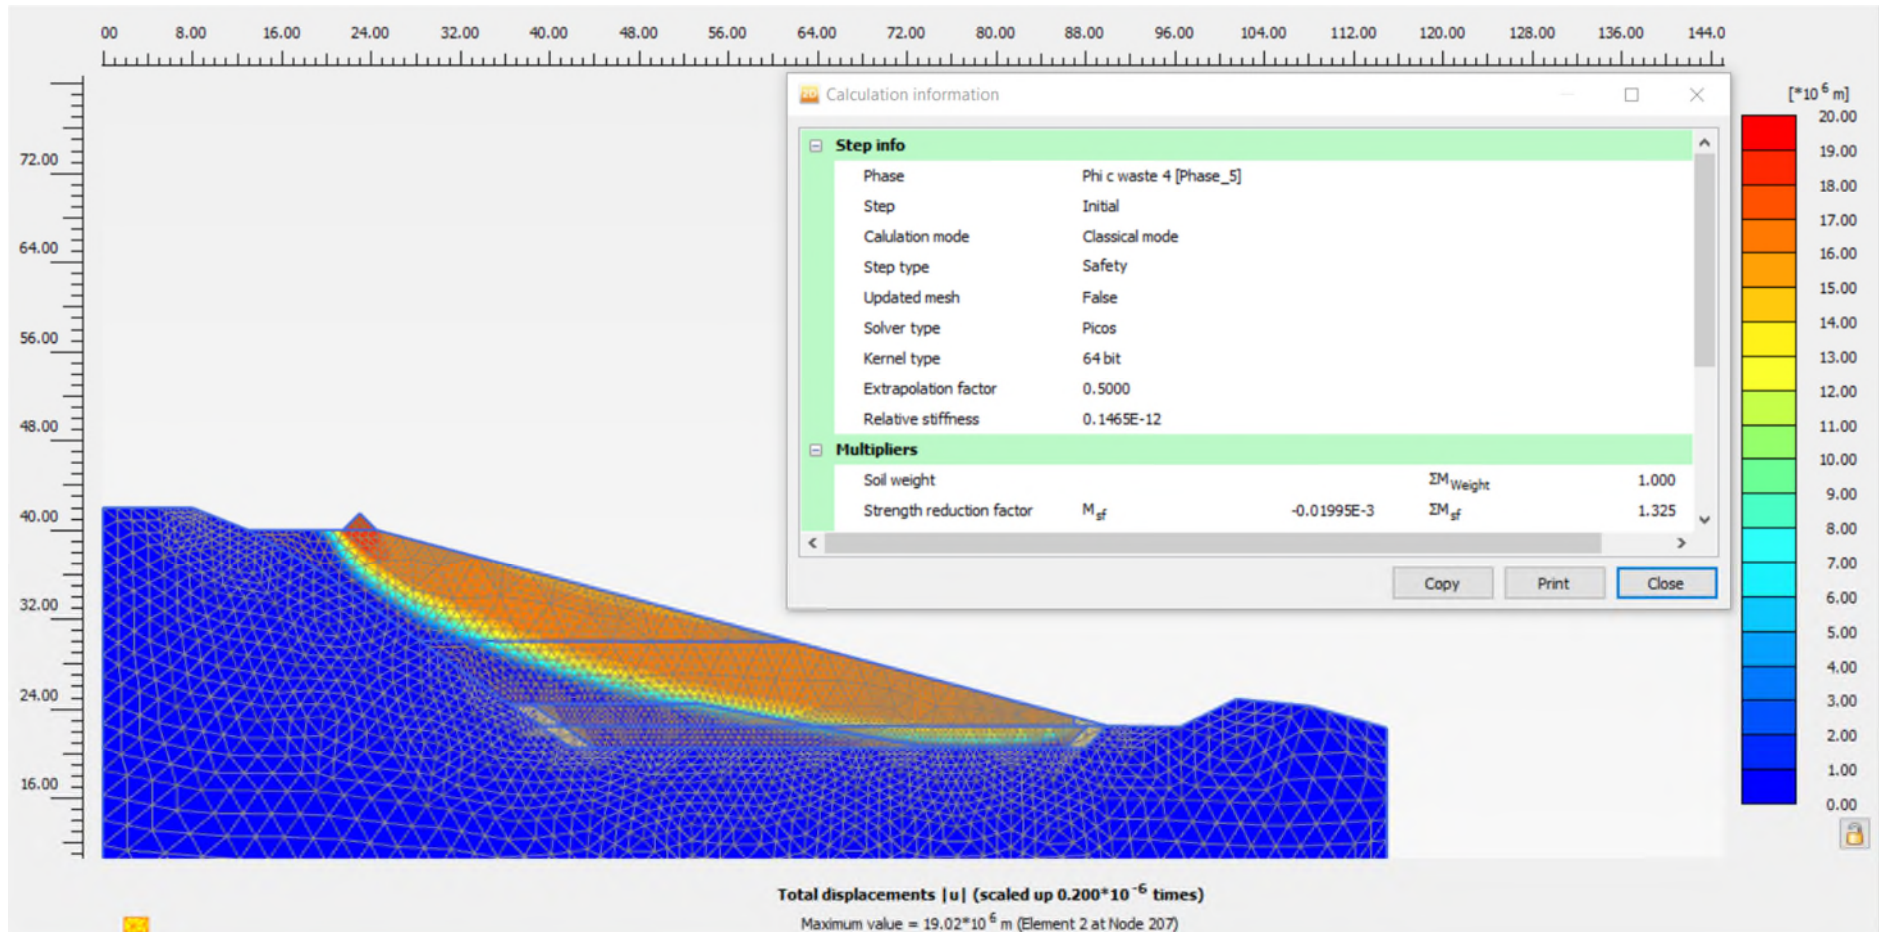 00 8.00 16.00 24.00 32.00 40.00 48.00 56.00 64.00 72.00 80.00 88.00 96.00 104.00 112.00 120.00 128.00 136.00 144.0
Calculation information
[*10 6 m]
Step info
Phase Phi c waste 4 [Phase_5]
Step Initial
Calulation mode Classical mode
Step type Safety
Updated mesh False
Solver type Picos
Kernel type 64 bit
Extrapolation factor 0.5000
Relative stiffness 0.1465E-12
Multipliers
Soil weight ΣM Weight 1.000
Strength reduction factor M sf -0.01995E-3 ΣM sf 1.325
Copy Print Close
72.00
64.00
56.00
48.00
40.00
32.00
24.00
16.00
20.00
19.00
18.00
17.00
16.00
15.00
14.00
13.00
12.00
11.00
10.00
9.00
8.00
7.00
6.00
5.00
4.00
3.00
2.00
1.00
0.00
Total displacements |u| (scaled up 0.200*10 -6 times)
Maximum value = 19.02*10 6 m (Element 2 at Node 207)